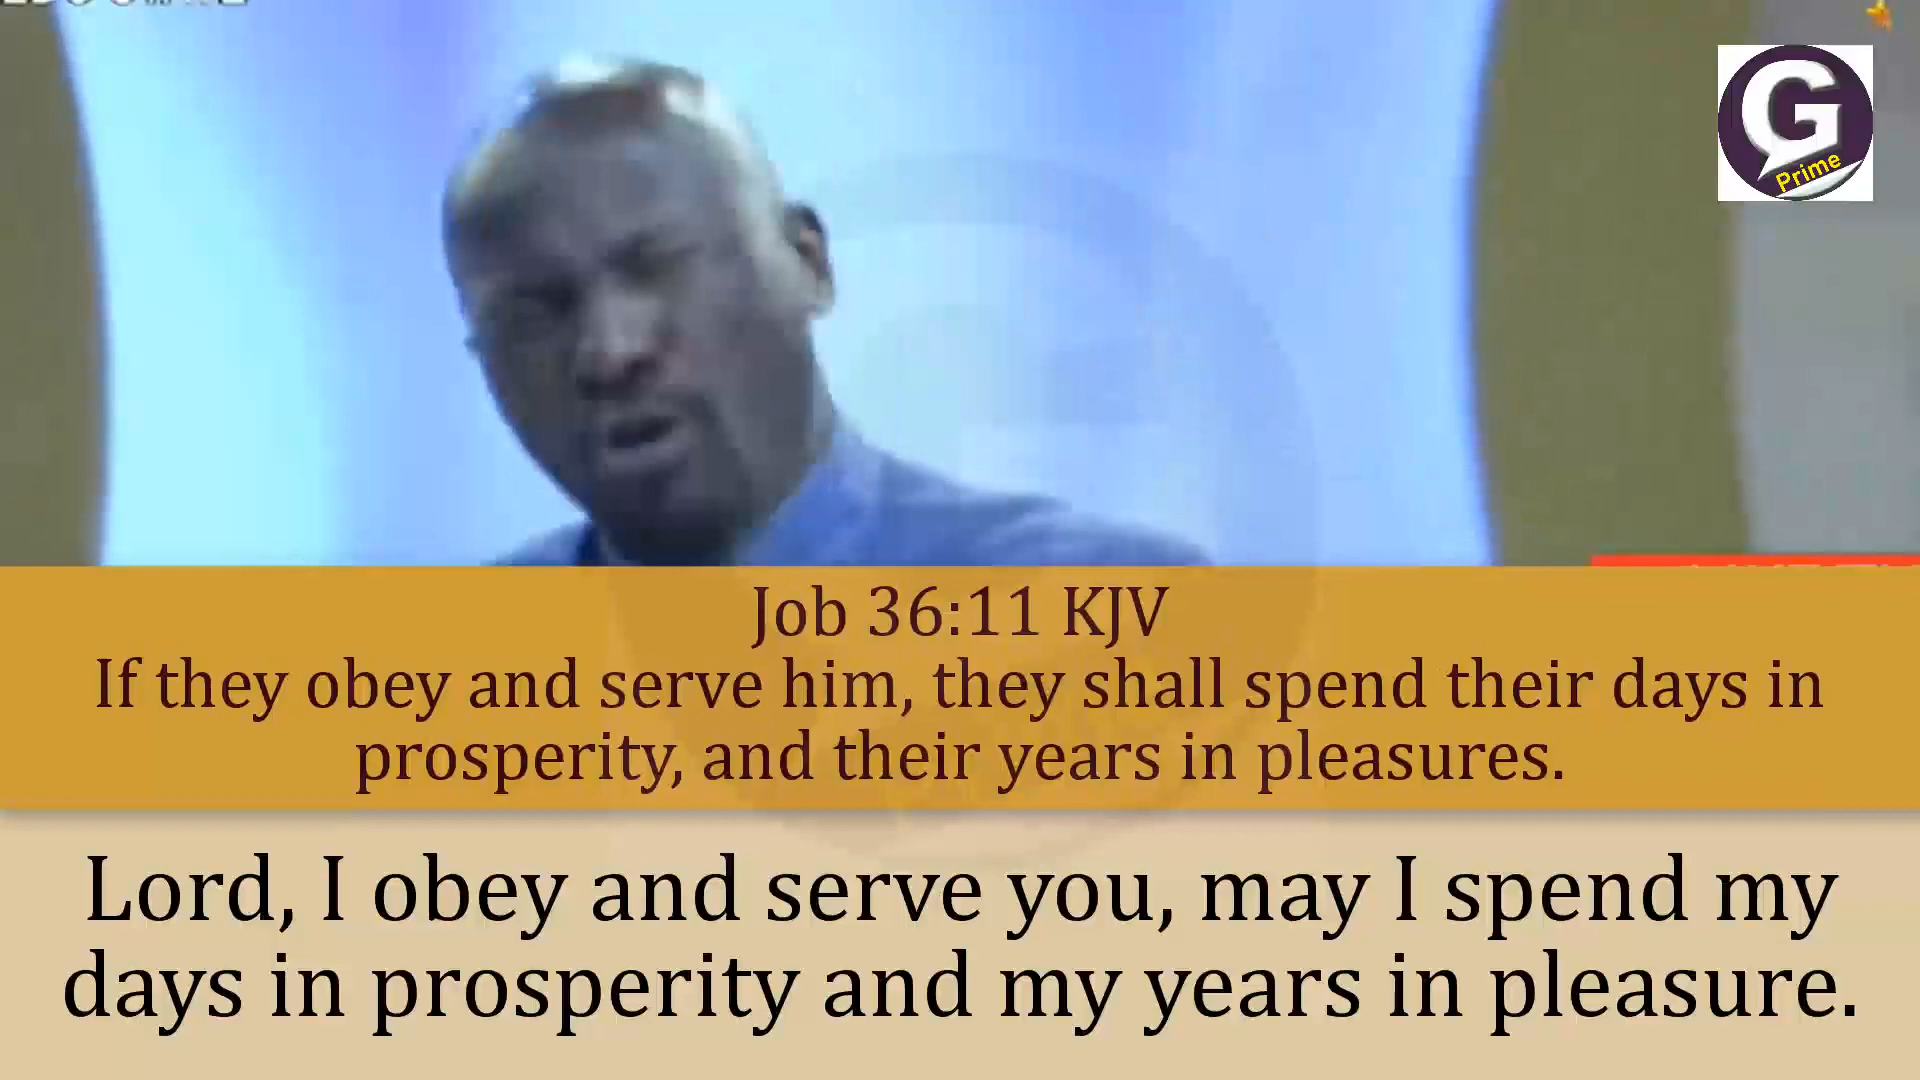 G
Prime
Job 36:11 KJV
If they obey and serve him, they shall spend their days in
prosperity, and their years in pleasures.
Lord, I obey and serve you, may I spend my
days in prosperity and my years in pleasure.